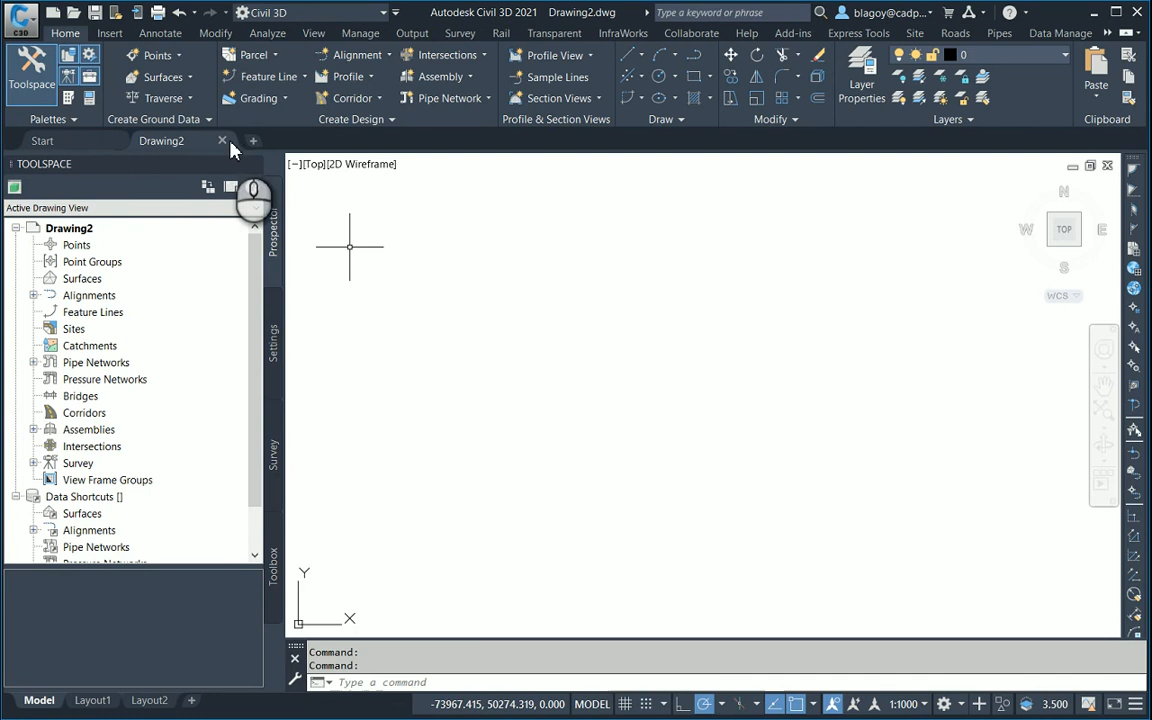 C3D Civil 3D Autodesk Civil 3D 2021 Drawing2.dwg Type a keyword or phrase blagoy@cadp...
Home Insert Annotate Modify Analyze View Manage Output Survey Rail Transparent InfraWorks Collaborate Help Add-ins Express Tools Site Roads Pipes Data Manage
Toolspace
Points
Surfaces
Traverse
Parcel
Feature Line
Grading
Alignment
Profile
Corridor
Intersections
Assembly
Pipe Network
Profile View
Sample Lines
Section Views
0
Layer
Properties
Paste
Palettes Create Ground Data Create Design Profile & Section Views Draw Modify Layers Clipboard
Start Drawing2
TOOLSPACE
Active Drawing View
Drawing2
Points
Point Groups
Surfaces
Alignments
Feature Lines
Sites
Catchments
Pipe Networks
Pressure Networks
Bridges
Corridors
Assemblies
Intersections
Survey
View Frame Groups
Data Shortcuts []
Surfaces
Alignments
Pipe Networks
Prospector
Settings
Survey
Toolbox
[−][Top][2D Wireframe]
N
W TOP E
S
WCS
Y
X
Command:
Command:
Type a command
Model Layout1 Layout2 -73967.415, 50274.319, 0.000 MODEL 1:1000 3.500